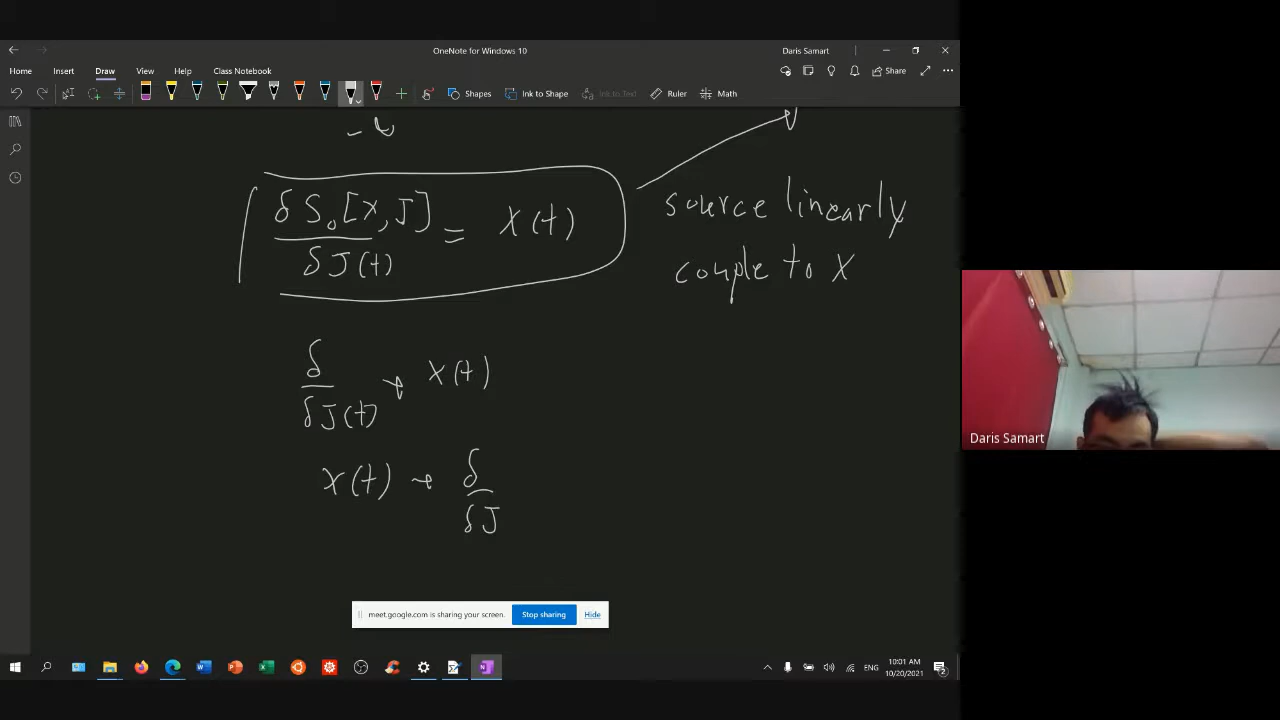 OneNote for Windows 10
Daris Samart
Home Insert Draw View Help Class Notebook
Share
Shapes Ink to Shape Ink to Text Ruler Math
δS₀[X,J] / δJ(t) = X(t)
source linearly
couple to X
δ / δJ(t) → X(t)
X(t) → δ / δJ
Daris Samart
meet.google.com is sharing your screen. Stop sharing Hide
ENG
10:01 AM
10/20/2021
2